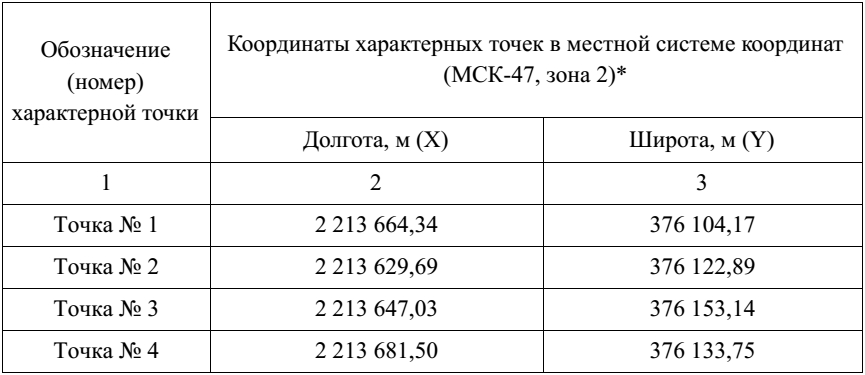 Обозначение
(номер)
характерной точки
Координаты характерных точек в местной системе координат
(МСК-47, зона 2)*
Долгота, м (X)
Широта, м (Y)
1 2 3
Точка № 1 2 213 664,34 376 104,17
Точка № 2 2 213 629,69 376 122,89
Точка № 3 2 213 647,03 376 153,14
Точка № 4 2 213 681,50 376 133,75